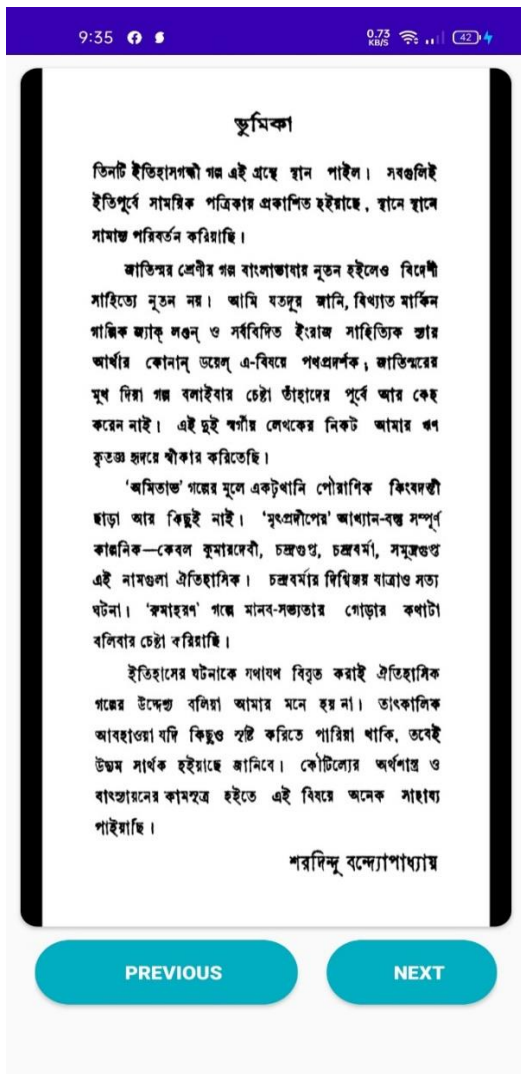 9:35
0.73 KB/S
42
ভুমিকা
তিনটি ইতিহাসগন্ধী গল্প এই গ্রন্থে স্থান পাইল। সবগুলিই
ইতিপূর্বে সাময়িক পত্রিকায় প্রকাশিত হইয়াছে, স্থানে স্থানে
সামান্য পরিবর্তন করিয়াছি।
জাতিস্মর শ্রেণীর গল্প বাংলাভাষায় নূতন হইলেও বিদেশী
সাহিত্যে নূতন নয়। আমি যতদূর জানি, বিখ্যাত মার্কিন
গাল্পিক জ্যাক্ লণ্ডন্ ও সর্ববিদিত ইংরাজ সাহিত্যিক স্যর
আর্থার কোনান্ ডয়েল্ এ-বিষয়ে পথপ্রদর্শক; জাতিস্মরের
মুখ দিয়া গল্প বলাইবার চেষ্টা তাঁহাদের পূর্বে আর কেহ
করেন নাই। এই দুই স্বর্গীয় লেখকের নিকট আমার ঋণ
কৃতজ্ঞ হৃদয়ে স্বীকার করিতেছি।
'অমিতাভ' গল্পের মূলে একটুখানি পৌরাণিক কিংবদন্তী
ছাড়া আর কিছুই নাই। 'মৃৎপ্রদীপের' আখ্যান-বস্তু সম্পূর্ণ
কাল্পনিক—কেবল কুমারদেবী, চন্দ্রগুপ্ত, চন্দ্রবর্মা, সমুদ্রগুপ্ত
এই নামগুলা ঐতিহাসিক। চন্দ্রবর্মার দিগ্বিজয় যাত্রাও সত্য
ঘটনা। 'রুমাহরণ' গল্পে মানব-সভ্যতার গোড়ার কথাটা
বলিবার চেষ্টা করিয়াছি।
ইতিহাসের ঘটনাকে যথাযথ বিবৃত করাই ঐতিহাসিক
গল্পের উদ্দেশ্য বলিয়া আমার মনে হয় না। তাৎকালিক
আবহাওয়া যদি কিছুও সৃষ্টি করিতে পারিয়া থাকি, তবেই
উদ্যম সার্থক হইয়াছে জানিবে। কৌটিল্যের অর্থশাস্ত্র ও
বাৎস্যায়নের কামসূত্র হইতে এই বিষয়ে অনেক সাহায্য
পাইয়াছি।
শরদিন্দু বন্দ্যোপাধ্যায়
PREVIOUS
NEXT